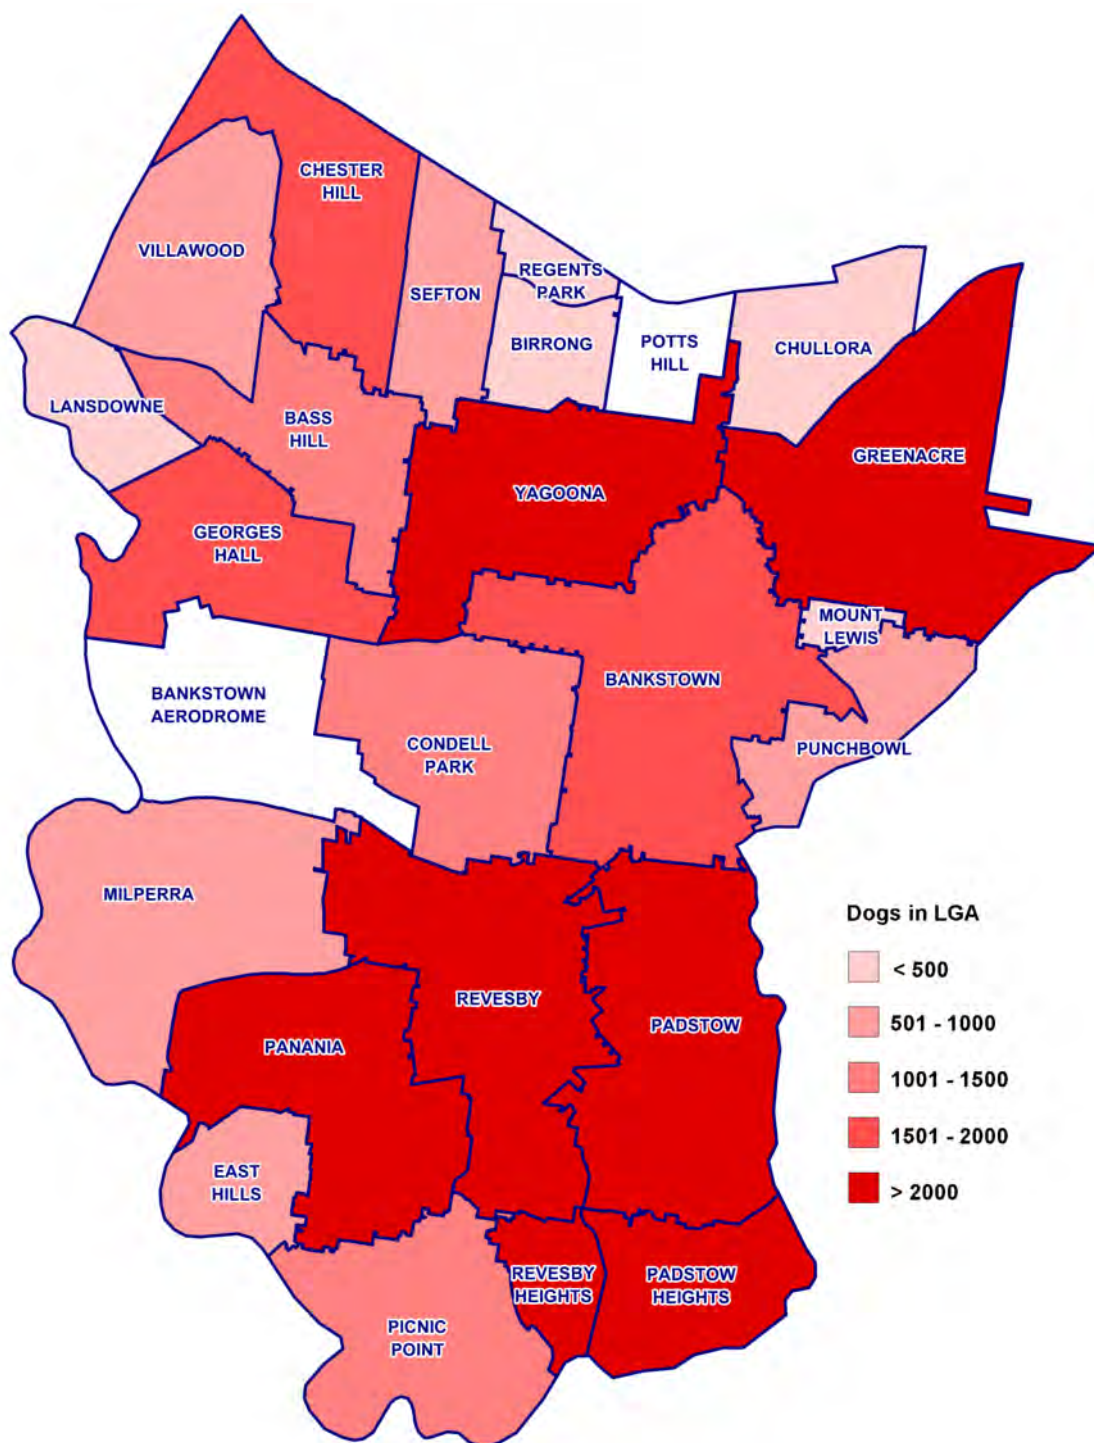 CHESTER
HILL
VILLAWOOD
SEFTON
REGENTS
PARK
BIRRONG
POTTS
HILL
CHULLORA
LANSDOWNE
BASS
HILL
GREENACRE
YAGOONA
GEORGES
HALL
MOUNT
LEWIS
BANKSTOWN
BANKSTOWN
AERODROME
CONDELL
PARK
PUNCHBOWL
MILPERRA
REVESBY
PADSTOW
PANANIA
EAST
HILLS
REVESBY
HEIGHTS
PADSTOW
HEIGHTS
PICNIC
POINT
Dogs in LGA
< 500
501 - 1000
1001 - 1500
1501 - 2000
> 2000